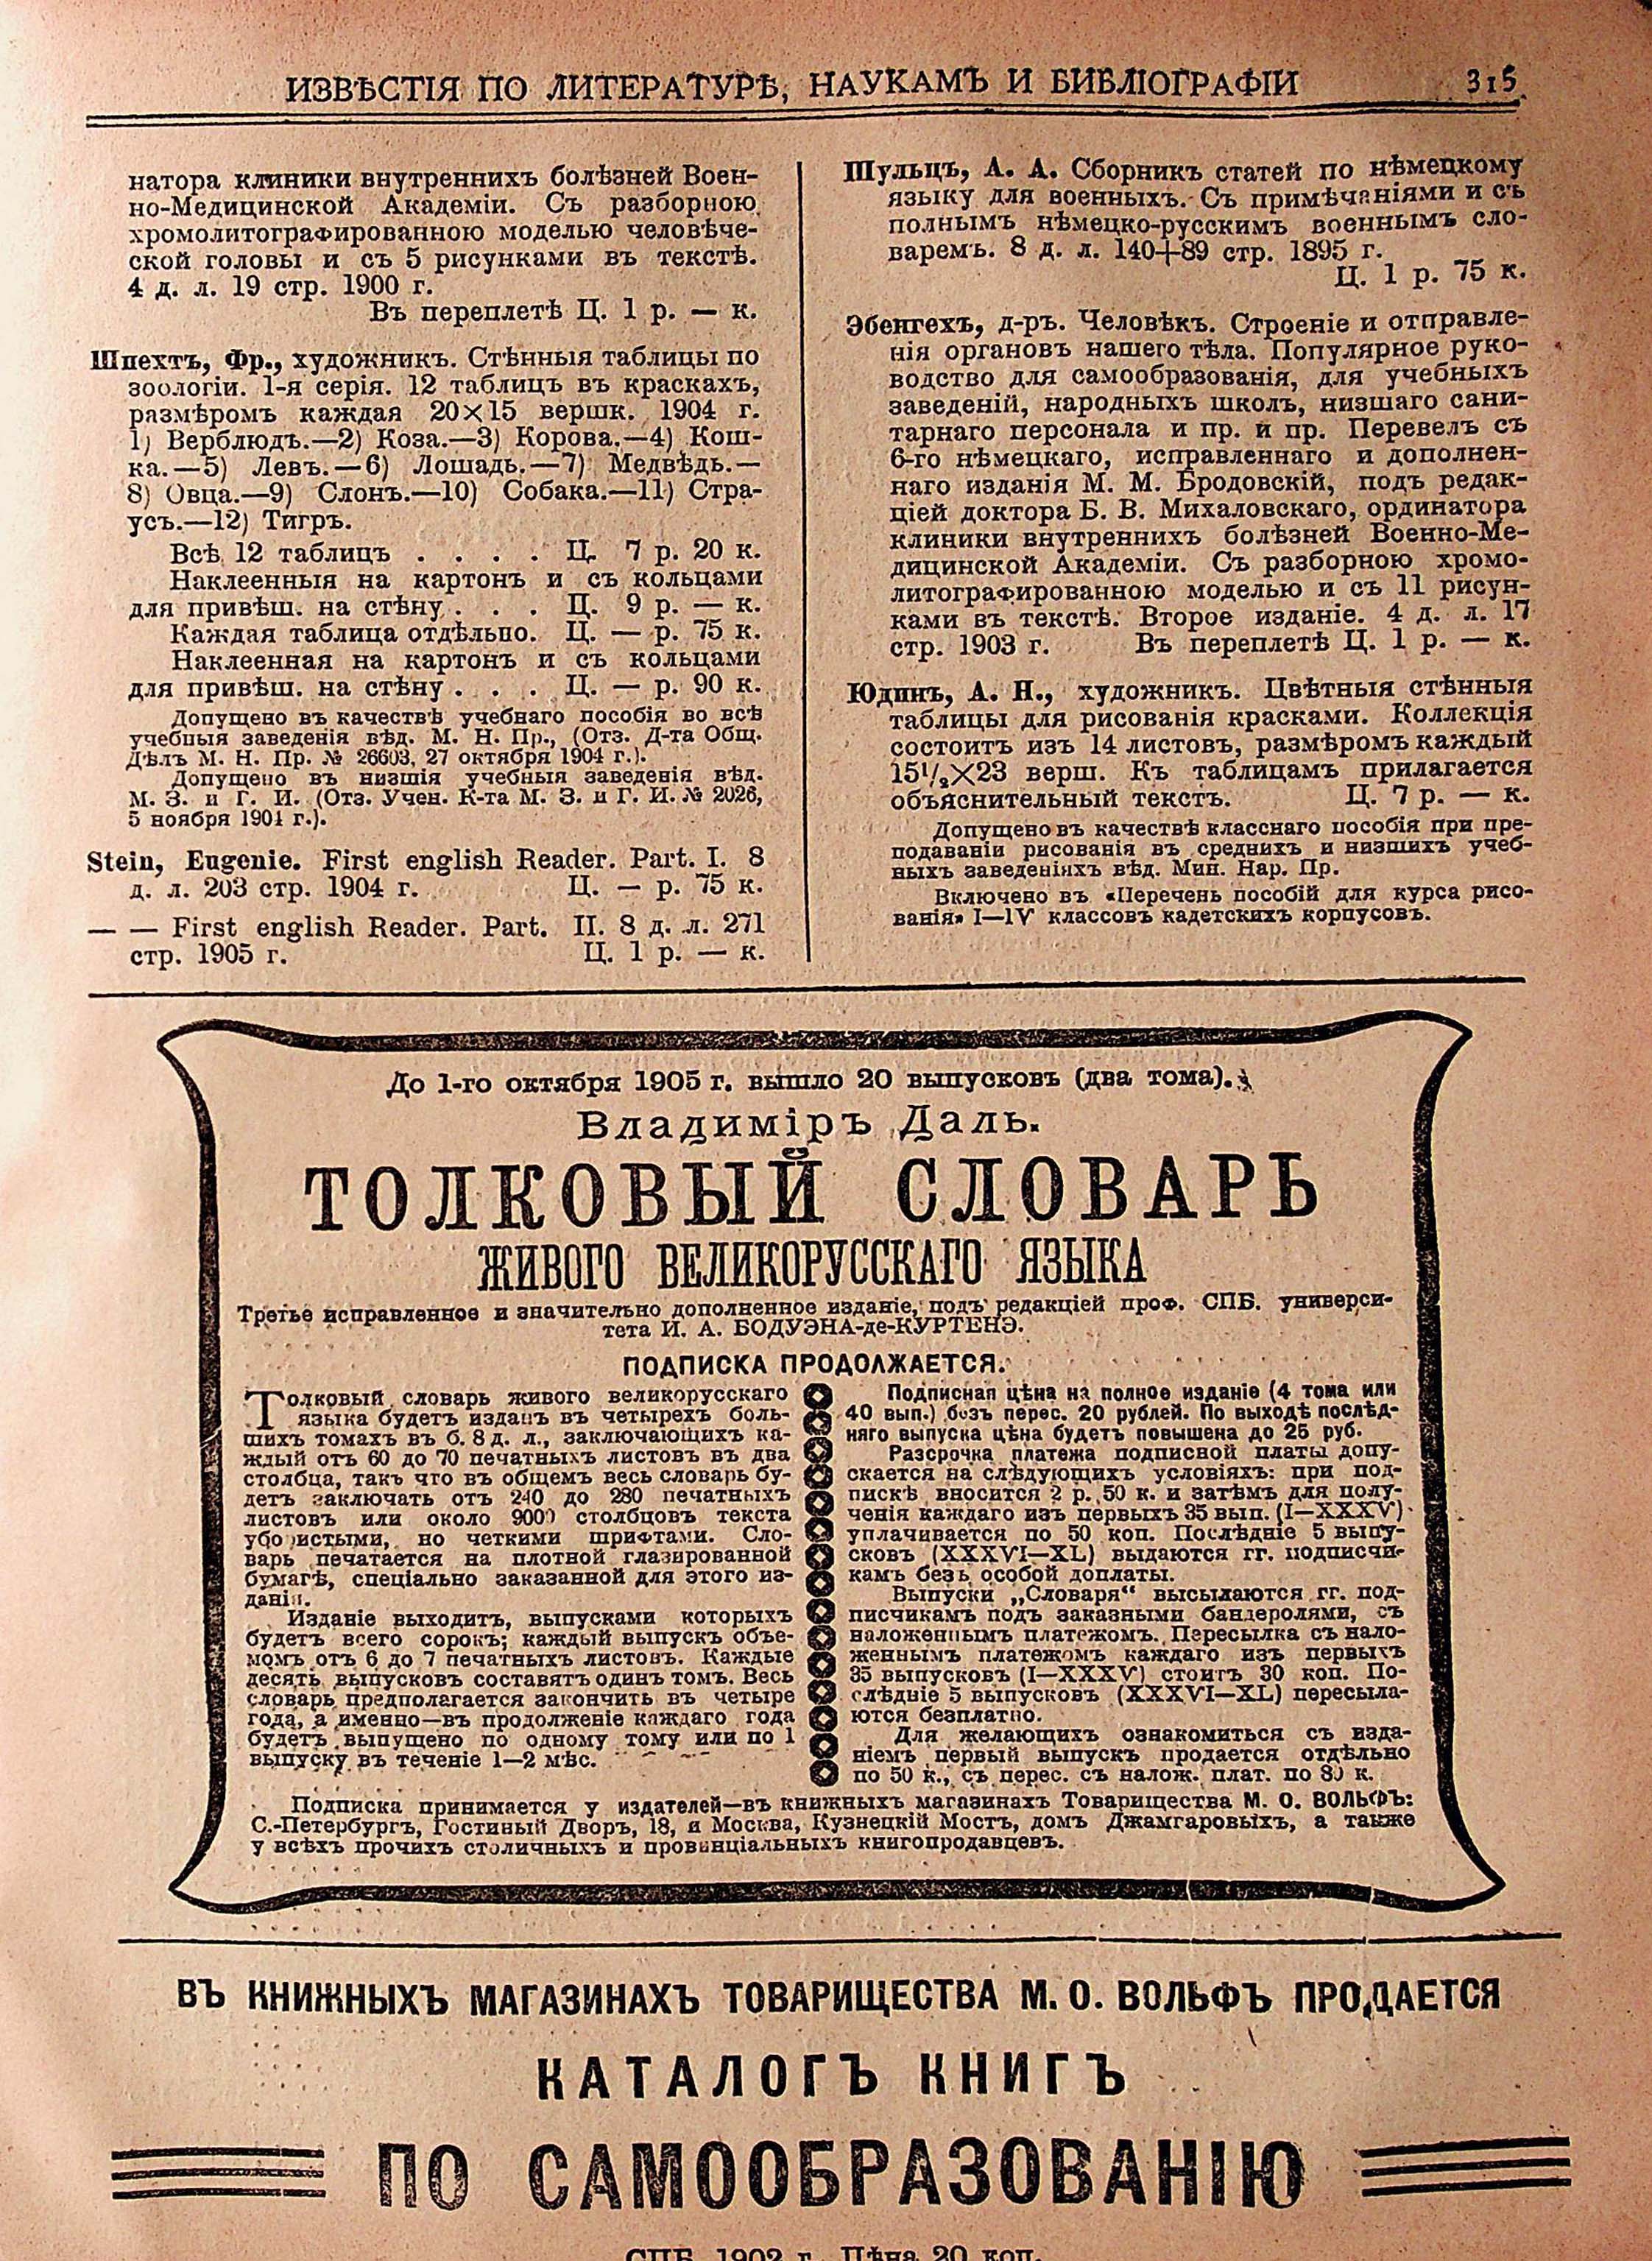 ИЗВѢСТІЯ ПО ЛИТЕРАТУРѢ, НАУКАМЪ И БИБЛІОГРАФІИ 315
натора клиники внутреннихъ болѣзней Воен-
но-Медицинской Академіи. Съ разборною
хромолитографированною моделью человѣче-
ской головы и съ 5 рисунками въ текстѣ.
4 д. л. 19 стр. 1900 г.
Въ переплетѣ Ц. 1 р. — к.
Шпехтъ, Фр., художникъ. Стѣнныя таблицы по
зоологіи. 1-я серія. 12 таблицъ въ краскахъ,
размѣромъ каждая 20×15 вершк. 1904 г.
1) Верблюдъ.—2) Коза.—3) Корова.—4) Кош-
ка.—5) Левъ.—6) Лошадь.—7) Медвѣдь.—
8) Овца.—9) Слонъ.—10) Собака.—11) Стра-
усъ.—12) Тигръ.
Всѣ 12 таблицъ . . . . Ц. 7 р. 20 к.
Наклеенныя на картонъ и съ кольцами
для привѣш. на стѣну . . . Ц. 9 р. — к.
Каждая таблица отдѣльно. Ц. — р. 75 к.
Наклеенная на картонъ и съ кольцами
для привѣш. на стѣну . . . Ц. — р. 90 к.
Допущено въ качествѣ учебнаго пособія во всѣ
учебныя заведенія вѣд. М. Н. Пр., (Отз. Д-та Общ.
Дѣлъ М. Н. Пр. № 26603, 27 октября 1904 г.).
Допущено въ низшія учебныя заведенія вѣд.
М. З. и Г. И. (Отз. Учен. К-та М. З. и Г. И. № 2026,
5 ноября 1904 г.).
Stein, Eugenie. First english Reader. Part. I. 8
д. л. 203 стр. 1904 г. Ц. — р. 75 к.
— — First english Reader. Part. II. 8 д. л. 271
стр. 1905 г. Ц. 1 р. — к.
Шульцъ, А. А. Сборникъ статей по нѣмецкому
языку для военныхъ. Съ примѣчаніями и съ
полнымъ нѣмецко-русскимъ военнымъ сло-
варемъ. 8 д. л. 140+89 стр. 1895 г.
Ц. 1 р. 75 к.
Эбенгехъ, д-ръ. Человѣкъ. Строеніе и отправле-
нія органовъ нашего тѣла. Популярное руко-
водство для самообразованія, для учебныхъ
заведеній, народныхъ школъ, низшаго сани-
тарнаго персонала и пр. и пр. Перевелъ съ
6-го нѣмецкаго, исправленнаго и дополнен-
наго изданія М. М. Бродовскій, подъ редак-
ціей доктора Б. В. Михаловскаго, ординатора
клиники внутреннихъ болѣзней Военно-Ме-
дицинской Академіи. Съ разборною хромо-
литографированною моделью и съ 11 рисун-
ками въ текстѣ. Второе изданіе. 4 д. л. 17
стр. 1903 г. Въ переплетѣ Ц. 1 р. — к.
Юдинъ, А. Н., художникъ. Цвѣтныя стѣнныя
таблицы для рисованія красками. Коллекція
состоитъ изъ 14 листовъ, размѣромъ каждый
15½×23 верш. Къ таблицамъ прилагается
объяснительный текстъ. Ц. 7 р. — к.
Допущено въ качествѣ класснаго пособія при пре-
подаваніи рисованія въ среднихъ и низшихъ учеб-
ныхъ заведеніяхъ вѣд. Мин. Нар. Пр.
Включено въ «Перечень пособій для курса рисо-
ванія» I—IV классовъ кадетскихъ корпусовъ.
До 1-го октября 1905 г. вышло 20 выпусковъ (два тома).
Владиміръ Даль.
ТОЛКОВЫЙ СЛОВАРЬ
ЖИВОГО ВЕЛИКОРУССКАГО ЯЗЫКА
Третье исправленное и значительно дополненное изданіе, подъ редакціей проф. СПБ. универси-
тета И. А. БОДУЭНА-де-КУРТЕНЭ.
ПОДПИСКА ПРОДОЛЖАЕТСЯ.
Толковый словарь живого великорусскаго
языка будетъ изданъ въ четырехъ боль-
шихъ томахъ въ б. 8 д. л., заключающихъ ка-
ждый отъ 60 до 70 печатныхъ листовъ въ два
столбца, такъ что въ общемъ весь словарь бу-
детъ заключать отъ 240 до 280 печатныхъ
листовъ или около 9000 столбцовъ текста
убористыми, но четкими шрифтами. Сло-
варь печатается на плотной глазированной
бумагѣ, спеціально заказанной для этого из-
данія.
Изданіе выходитъ, выпусками которыхъ
будетъ всего сорокъ; каждый выпускъ объе-
момъ отъ 6 до 7 печатныхъ листовъ. Каждые
десять выпусковъ составятъ одинъ томъ. Весь
словарь предполагается закончить въ четыре
года, а именно—въ продолженіе каждаго года
будетъ выпущено по одному тому или по 1
выпуску въ теченіе 1—2 мѣс.
Подписная цѣна на полное изданіе (4 тома или
40 вып.) безъ перес. 20 рублей. По выходѣ послѣд-
няго выпуска цѣна будетъ повышена до 25 руб.
Разсрочка платежа подписной платы допу-
скается на слѣдующихъ условіяхъ: при под-
пискѣ вносится 2 р. 50 к. и затѣмъ для полу-
ченія каждаго изъ первыхъ 35 вып. (I—XXXV)
уплачивается по 50 коп. Послѣдніе 5 выпу-
сковъ (XXXVI—XL) выдаются гг. подписчи-
камъ безъ особой доплаты.
Выпуски „Словаря“ высылаются гг. под-
писчикамъ подъ заказными бандеролями, съ
наложеннымъ платежомъ. Пересылка съ нало-
женнымъ платежомъ каждаго изъ первыхъ
35 выпусковъ (I—XXXV) стоитъ 30 коп. По-
слѣдніе 5 выпусковъ (XXXVI—XL) пересыла-
ются безплатно.
Для желающихъ ознакомиться съ изда-
ніемъ первый выпускъ продается отдѣльно
по 50 к., съ перес. съ налож. плат. по 80 к.
Подписка принимается у издателей—въ книжныхъ магазинахъ Товарищества М. О. ВОЛЬФЪ:
С.-Петербургъ, Гостиный Дворъ, 18, и Москва, Кузнецкій Мостъ, домъ Джамгаровыхъ, а также
у всѣхъ прочихъ столичныхъ и провинціальныхъ книгопродавцевъ.
ВЪ КНИЖНЫХЪ МАГАЗИНАХЪ ТОВАРИЩЕСТВА М. О. ВОЛЬФЪ ПРОДАЕТСЯ
КАТАЛОГЪ КНИГЪ
ПО САМООБРАЗОВАНІЮ
СПБ. 1902 г. Цѣна 20 коп.